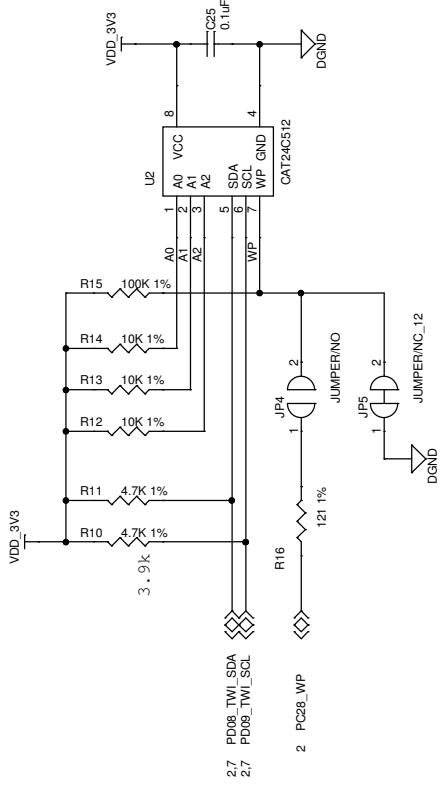 VDD_3V3
R10 4.7K 1%
3.9k
R11 4.7K 1%
R12 10K 1%
R13 10K 1%
R14 10K 1%
R15 100K 1%
2,7 PD08_TWI_SDA
2,7 PD09_TWI_SCL
2 PC28_WP
R16
121 1%
1 JP4 2
JUMPER/NO
1 JP5 2
JUMPER/NC_12
DGND
A0
A1
A2
WP
U2
1 A0
2 A1
3 A2
5 SDA
6 SCL
7 WP
VCC 8
GND 4
CAT24C512
VDD_3V3
C25
0.1uF
DGND